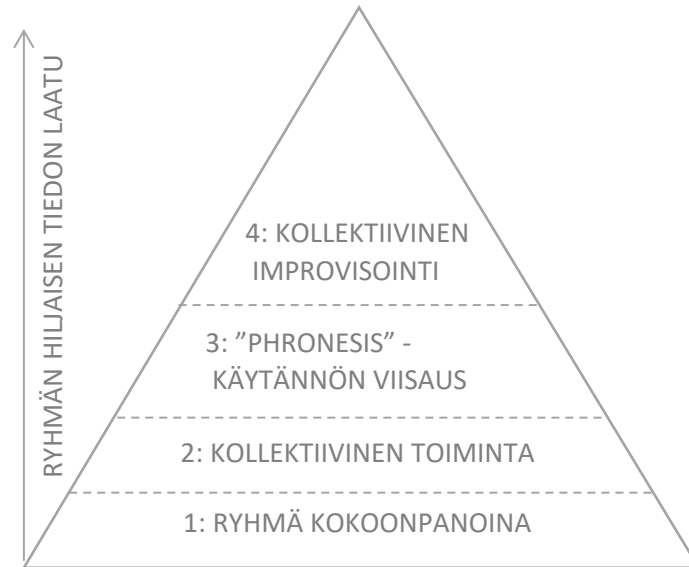 RYHMÄN HILJAISEN TIEDON LAATU
4: KOLLEKTIIVINEN
IMPROVISOINTI
3: ”PHRONESIS” -
KÄYTÄNNÖN VIISAUS
2: KOLLEKTIIVINEN TOIMINTA
1: RYHMÄ KOKOONPANOINA